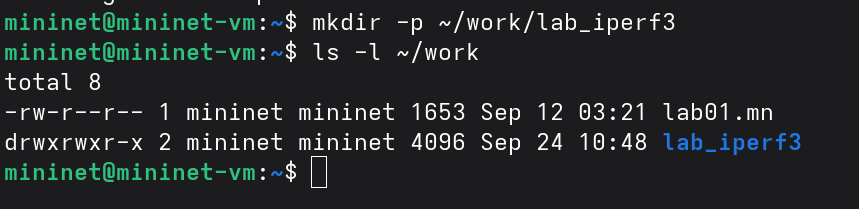 mininet@mininet-vm:~$ mkdir -p ~/work/lab_iperf3
mininet@mininet-vm:~$ ls -l ~/work
total 8
-rw-r--r-- 1 mininet mininet 1653 Sep 12 03:21 lab01.mn
drwxrwxr-x 2 mininet mininet 4096 Sep 24 10:48 lab_iperf3
mininet@mininet-vm:~$